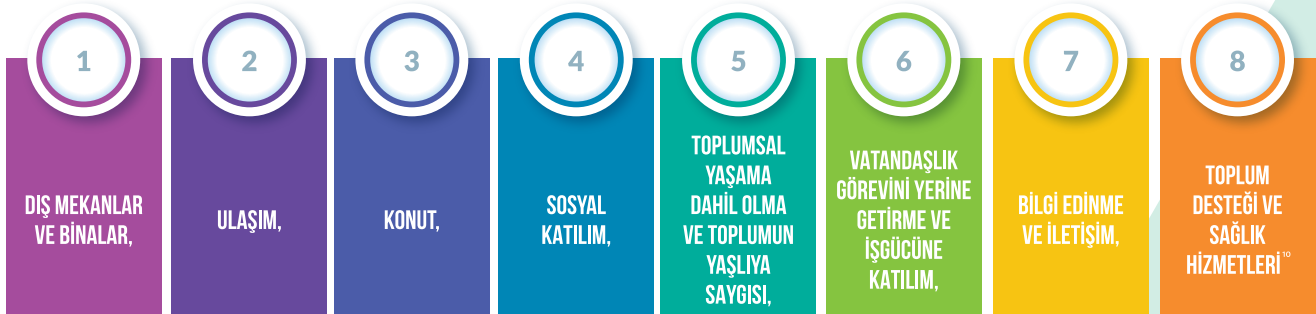 1
DIŞ MEKANLAR
VE BİNALAR,
2
ULAŞIM,
3
KONUT,
4
SOSYAL
KATILIM,
5
TOPLUMSAL
YAŞAMA
DAHİL OLMA
VE TOPLUMUN
YAŞLIYA
SAYGISI,
6
VATANDAŞLIK
GÖREVİNİ YERİNE
GETİRME VE
İŞGÜCÜNE
KATILIM,
7
BİLGİ EDİNME
VE İLETİŞİM,
8
TOPLUM
DESTEĞİ VE
SAĞLIK
HİZMETLERİ¹⁰